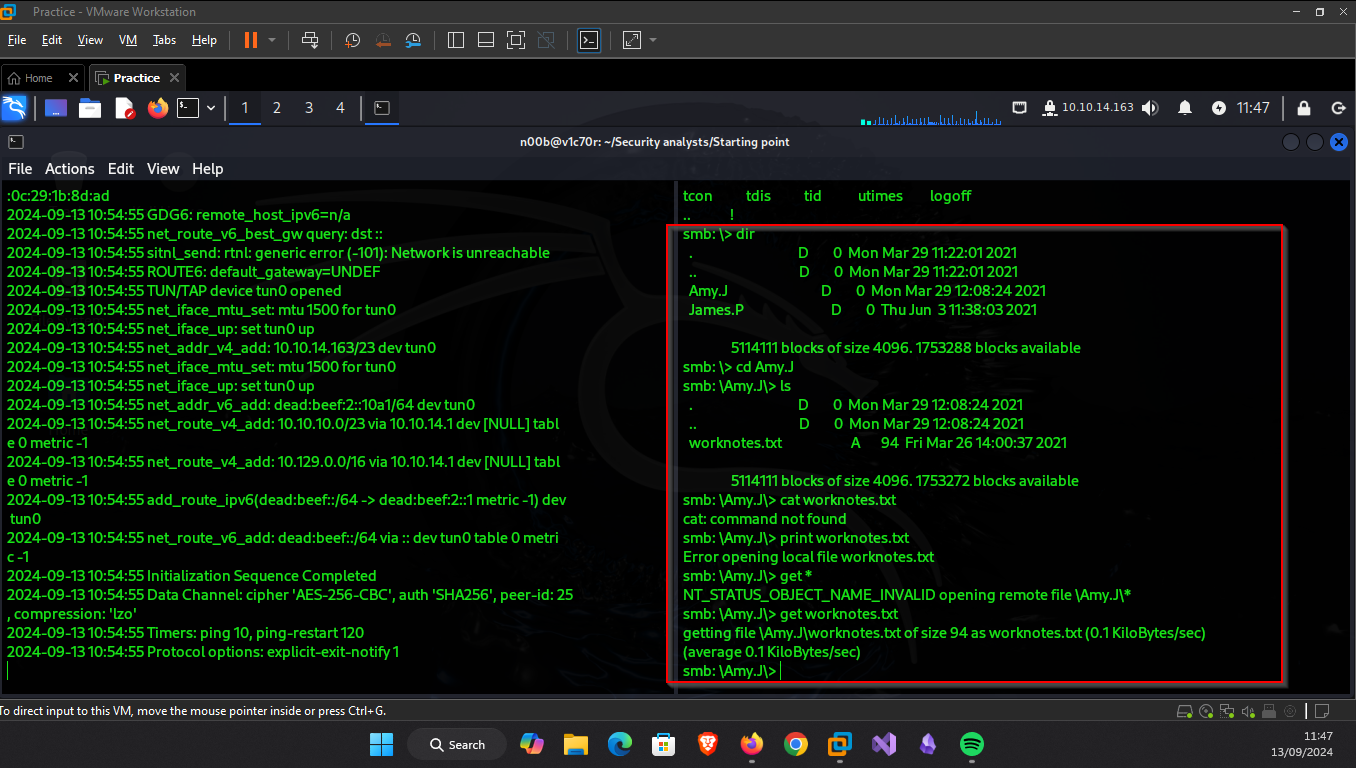 Practice - VMware Workstation
File Edit View VM Tabs Help
Home Practice
1 2 3 4 10.10.14.163 11:47
n00b@v1c70r: ~/Security analysts/Starting point
File Actions Edit View Help
:0c:29:1b:8d:ad
2024-09-13 10:54:55 GDG6: remote_host_ipv6=n/a
2024-09-13 10:54:55 net_route_v6_best_gw query: dst ::
2024-09-13 10:54:55 sitnl_send: rtnl: generic error (-101): Network is unreachable
2024-09-13 10:54:55 ROUTE6: default_gateway=UNDEF
2024-09-13 10:54:55 TUN/TAP device tun0 opened
2024-09-13 10:54:55 net_iface_mtu_set: mtu 1500 for tun0
2024-09-13 10:54:55 net_iface_up: set tun0 up
2024-09-13 10:54:55 net_addr_v4_add: 10.10.14.163/23 dev tun0
2024-09-13 10:54:55 net_iface_mtu_set: mtu 1500 for tun0
2024-09-13 10:54:55 net_iface_up: set tun0 up
2024-09-13 10:54:55 net_addr_v6_add: dead:beef:2::10a1/64 dev tun0
2024-09-13 10:54:55 net_route_v4_add: 10.10.10.0/23 via 10.10.14.1 dev [NULL] tabl
e 0 metric -1
2024-09-13 10:54:55 net_route_v4_add: 10.129.0.0/16 via 10.10.14.1 dev [NULL] tabl
e 0 metric -1
2024-09-13 10:54:55 add_route_ipv6(dead:beef::/64 -> dead:beef:2::1 metric -1) dev
tun0
2024-09-13 10:54:55 net_route_v6_add: dead:beef::/64 via :: dev tun0 table 0 metri
c -1
2024-09-13 10:54:55 Initialization Sequence Completed
2024-09-13 10:54:55 Data Channel: cipher 'AES-256-CBC', auth 'SHA256', peer-id: 25
, compression: 'lzo'
2024-09-13 10:54:55 Timers: ping 10, ping-restart 120
2024-09-13 10:54:55 Protocol options: explicit-exit-notify 1
tcon tdis tid utimes logoff
.. !
smb: \> dir
. D 0 Mon Mar 29 11:22:01 2021
.. D 0 Mon Mar 29 11:22:01 2021
Amy.J D 0 Mon Mar 29 12:08:24 2021
James.P D 0 Thu Jun 3 11:38:03 2021
5114111 blocks of size 4096. 1753288 blocks available
smb: \> cd Amy.J
smb: \Amy.J\> ls
. D 0 Mon Mar 29 12:08:24 2021
.. D 0 Mon Mar 29 12:08:24 2021
worknotes.txt A 94 Fri Mar 26 14:00:37 2021
5114111 blocks of size 4096. 1753272 blocks available
smb: \Amy.J\> cat worknotes.txt
cat: command not found
smb: \Amy.J\> print worknotes.txt
Error opening local file worknotes.txt
smb: \Amy.J\> get *
NT_STATUS_OBJECT_NAME_INVALID opening remote file \Amy.J\*
smb: \Amy.J\> get worknotes.txt
getting file \Amy.J\worknotes.txt of size 94 as worknotes.txt (0.1 KiloBytes/sec)
(average 0.1 KiloBytes/sec)
smb: \Amy.J\>
To direct input to this VM, move the mouse pointer inside or press Ctrl+G.
Search
11:47
13/09/2024